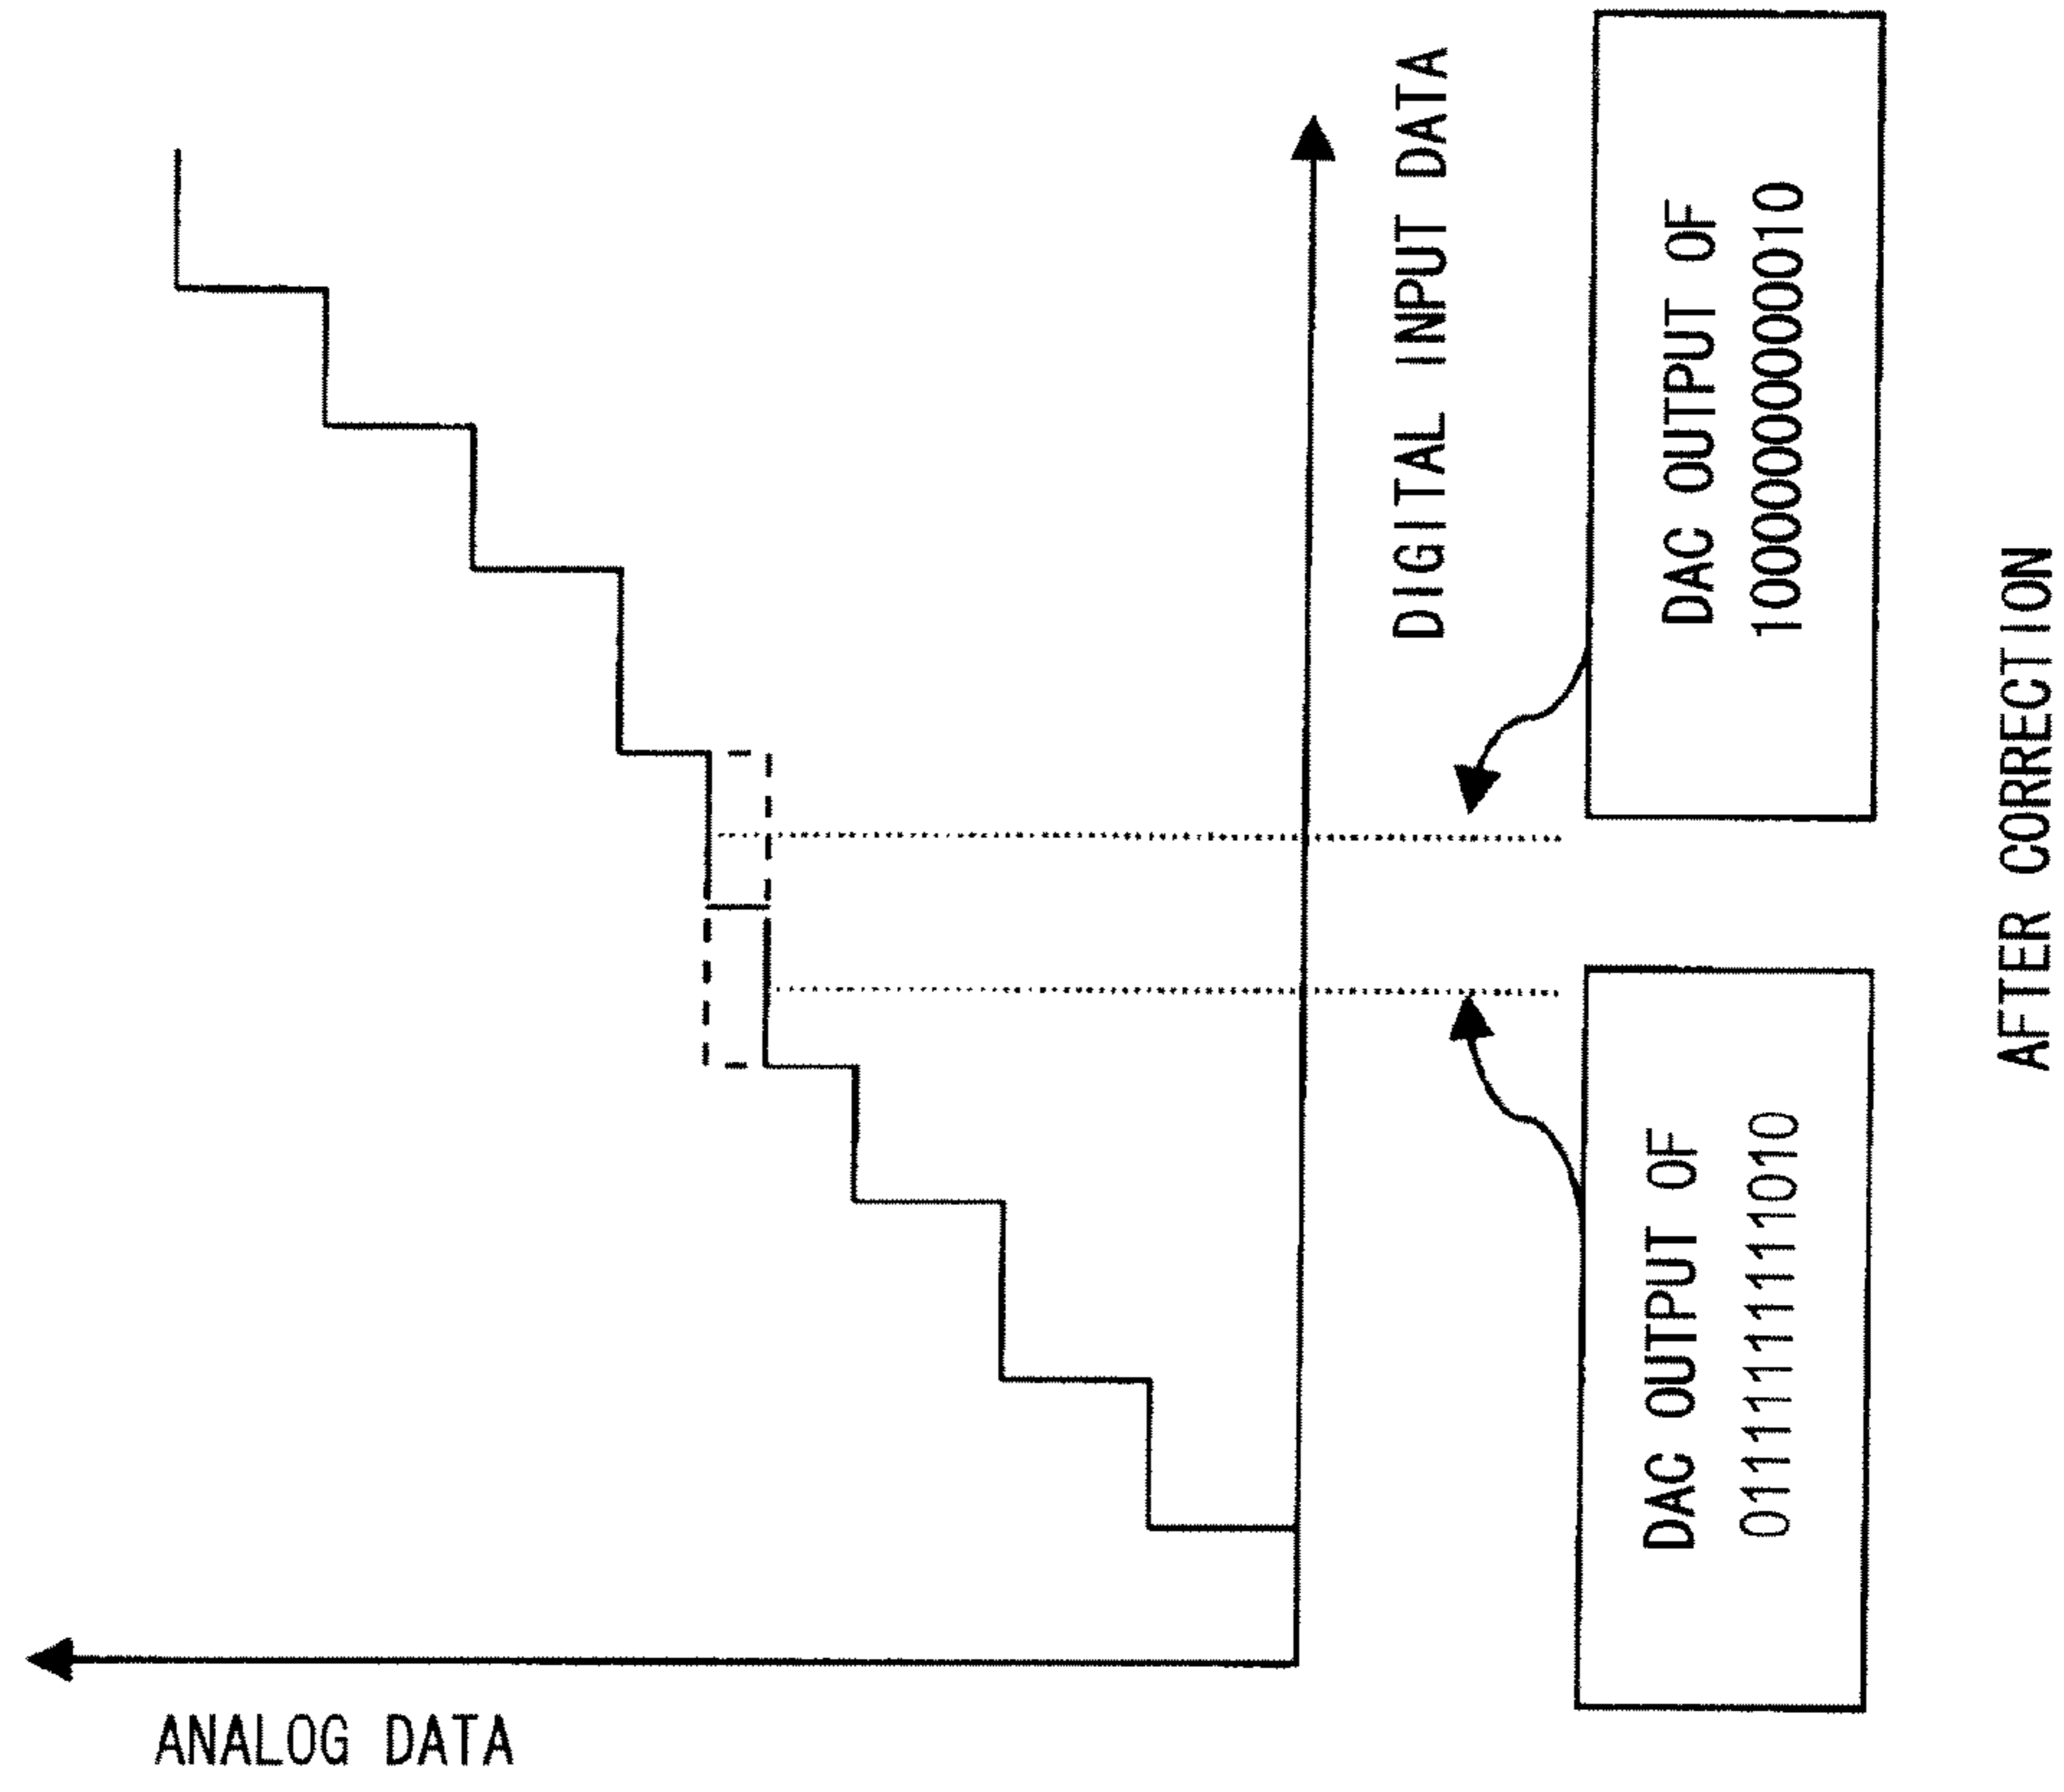 ANALOG DATA
DIGITAL INPUT DATA
DAC OUTPUT OF
01111111111010
DAC OUTPUT OF
10000000000010
AFTER CORRECTION